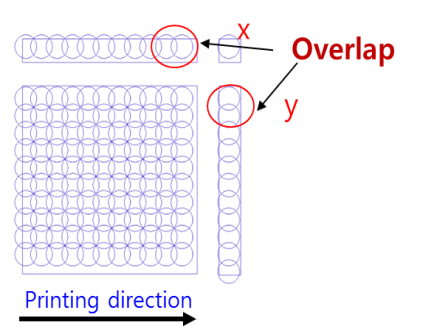 x
Overlap
y
Printing direction